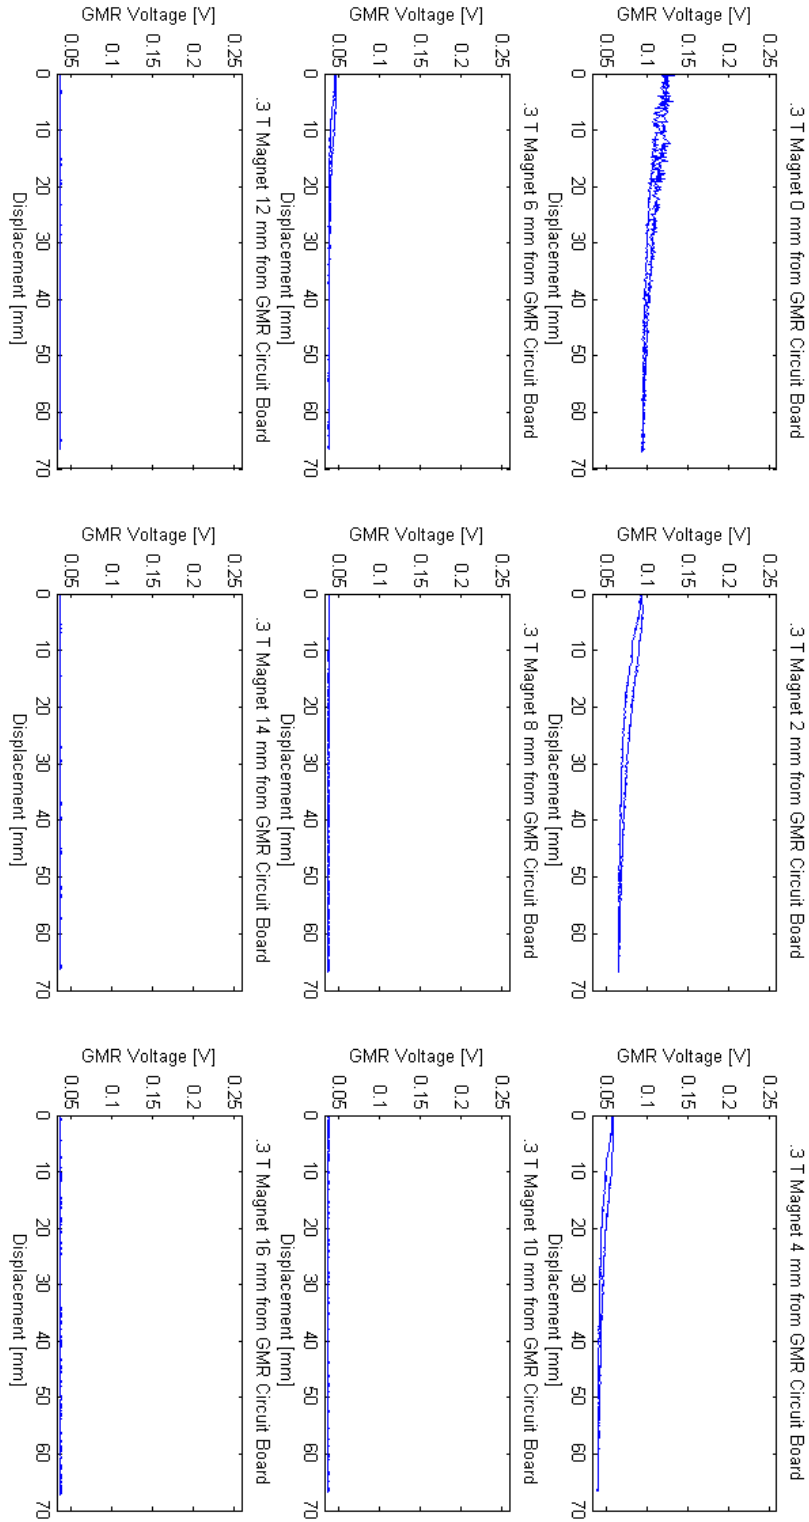 .3 T Magnet 0 mm from GMR Circuit Board
GMR Voltage [V]
0.25
0.2
0.15
0.1
0.05
0 10 20 30 40 50 60 70
Displacement [mm]
.3 T Magnet 2 mm from GMR Circuit Board
GMR Voltage [V]
0.25
0.2
0.15
0.1
0.05
0 10 20 30 40 50 60 70
Displacement [mm]
.3 T Magnet 4 mm from GMR Circuit Board
GMR Voltage [V]
0.25
0.2
0.15
0.1
0.05
0 10 20 30 40 50 60 70
Displacement [mm]
.3 T Magnet 6 mm from GMR Circuit Board
GMR Voltage [V]
0.25
0.2
0.15
0.1
0.05
0 10 20 30 40 50 60 70
Displacement [mm]
.3 T Magnet 8 mm from GMR Circuit Board
GMR Voltage [V]
0.25
0.2
0.15
0.1
0.05
0 10 20 30 40 50 60 70
Displacement [mm]
.3 T Magnet 10 mm from GMR Circuit Board
GMR Voltage [V]
0.25
0.2
0.15
0.1
0.05
0 10 20 30 40 50 60 70
Displacement [mm]
.3 T Magnet 12 mm from GMR Circuit Board
GMR Voltage [V]
0.25
0.2
0.15
0.1
0.05
0 10 20 30 40 50 60 70
Displacement [mm]
.3 T Magnet 14 mm from GMR Circuit Board
GMR Voltage [V]
0.25
0.2
0.15
0.1
0.05
0 10 20 30 40 50 60 70
Displacement [mm]
.3 T Magnet 16 mm from GMR Circuit Board
GMR Voltage [V]
0.25
0.2
0.15
0.1
0.05
0 10 20 30 40 50 60 70
Displacement [mm]